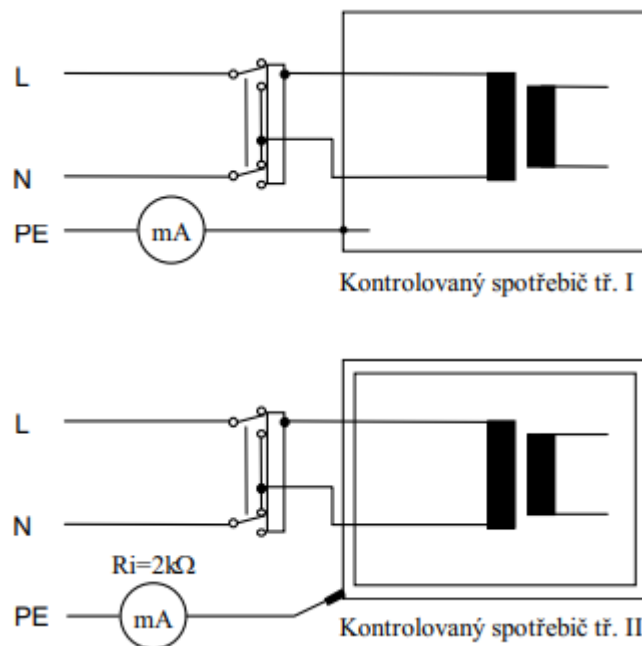 L
N
PE
mA
Kontrolovaný spotřebič tř. I
L
N
Ri=2kΩ
PE
mA
Kontrolovaný spotřebič tř. II